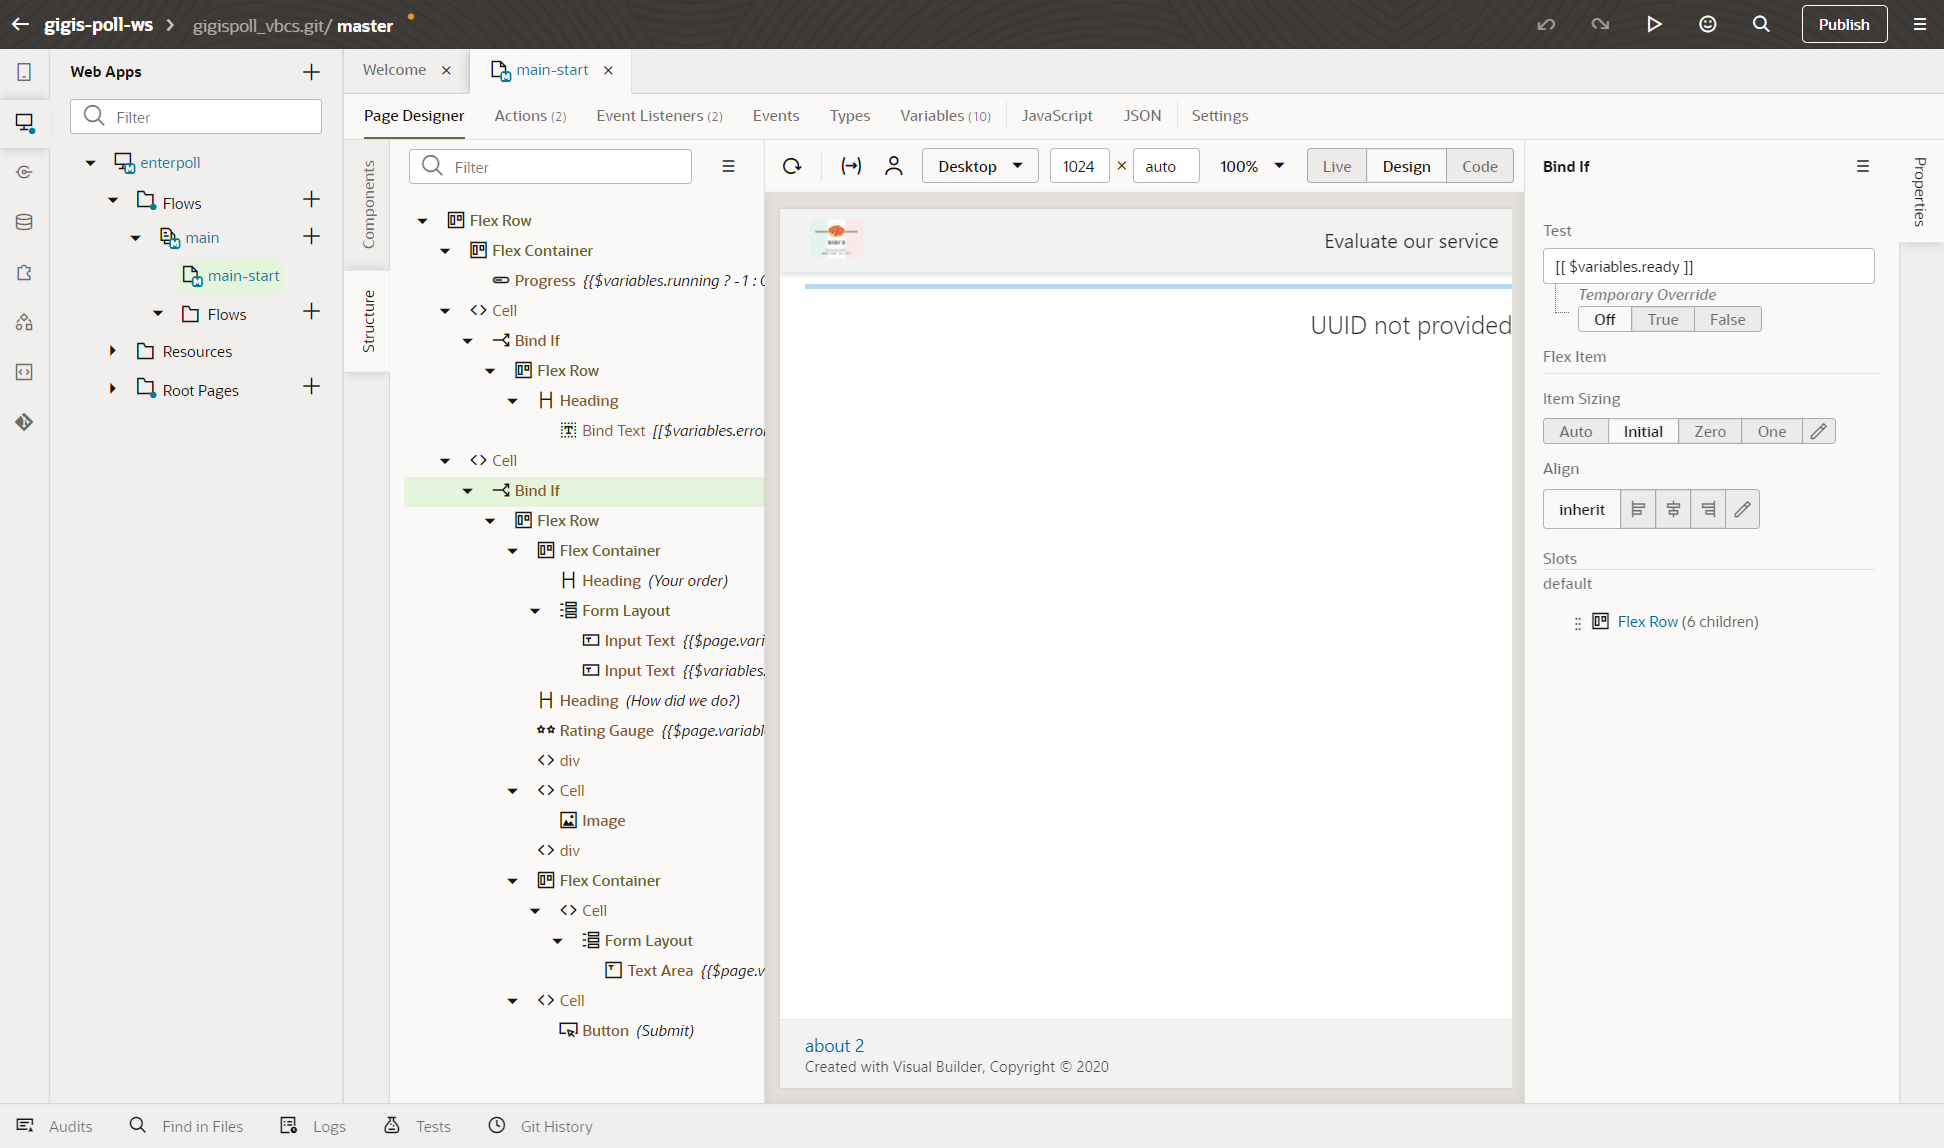 gigis-poll-ws
gigispoll_vbcs.git/ master
Publish
Web Apps
Filter
enterpoll
Flows
main
main-start
Flows
Resources
Root Pages
Welcome
main-start
Page Designer
Actions (2)
Event Listeners (2)
Events
Types
Variables (10)
JavaScript
JSON
Settings
Components
Structure
Filter
Flex Row
Flex Container
Progress {{$variables.running ? -1 :
Cell
Bind If
Flex Row
Heading
Bind Text [[$variables.erro
Cell
Bind If
Flex Row
Flex Container
Heading (Your order)
Form Layout
Input Text {{$page.vari
Input Text {{$variables.
Heading (How did we do?)
Rating Gauge {{$page.variabl
div
Cell
Image
div
Flex Container
Cell
Form Layout
Text Area {{$page.v
Cell
Button (Submit)
Desktop
1024 × auto
100%
Live
Design
Code
GIGI'S
Evaluate our service
UUID not provided
about 2
Created with Visual Builder, Copyright © 2020
Bind If
Properties
Test
[[ $variables.ready ]]
Temporary Override
Off
True
False
Flex Item
Item Sizing
Auto
Initial
Zero
One
Align
inherit
Slots
default
Flex Row (6 children)
Audits
Find in Files
Logs
Tests
Git History